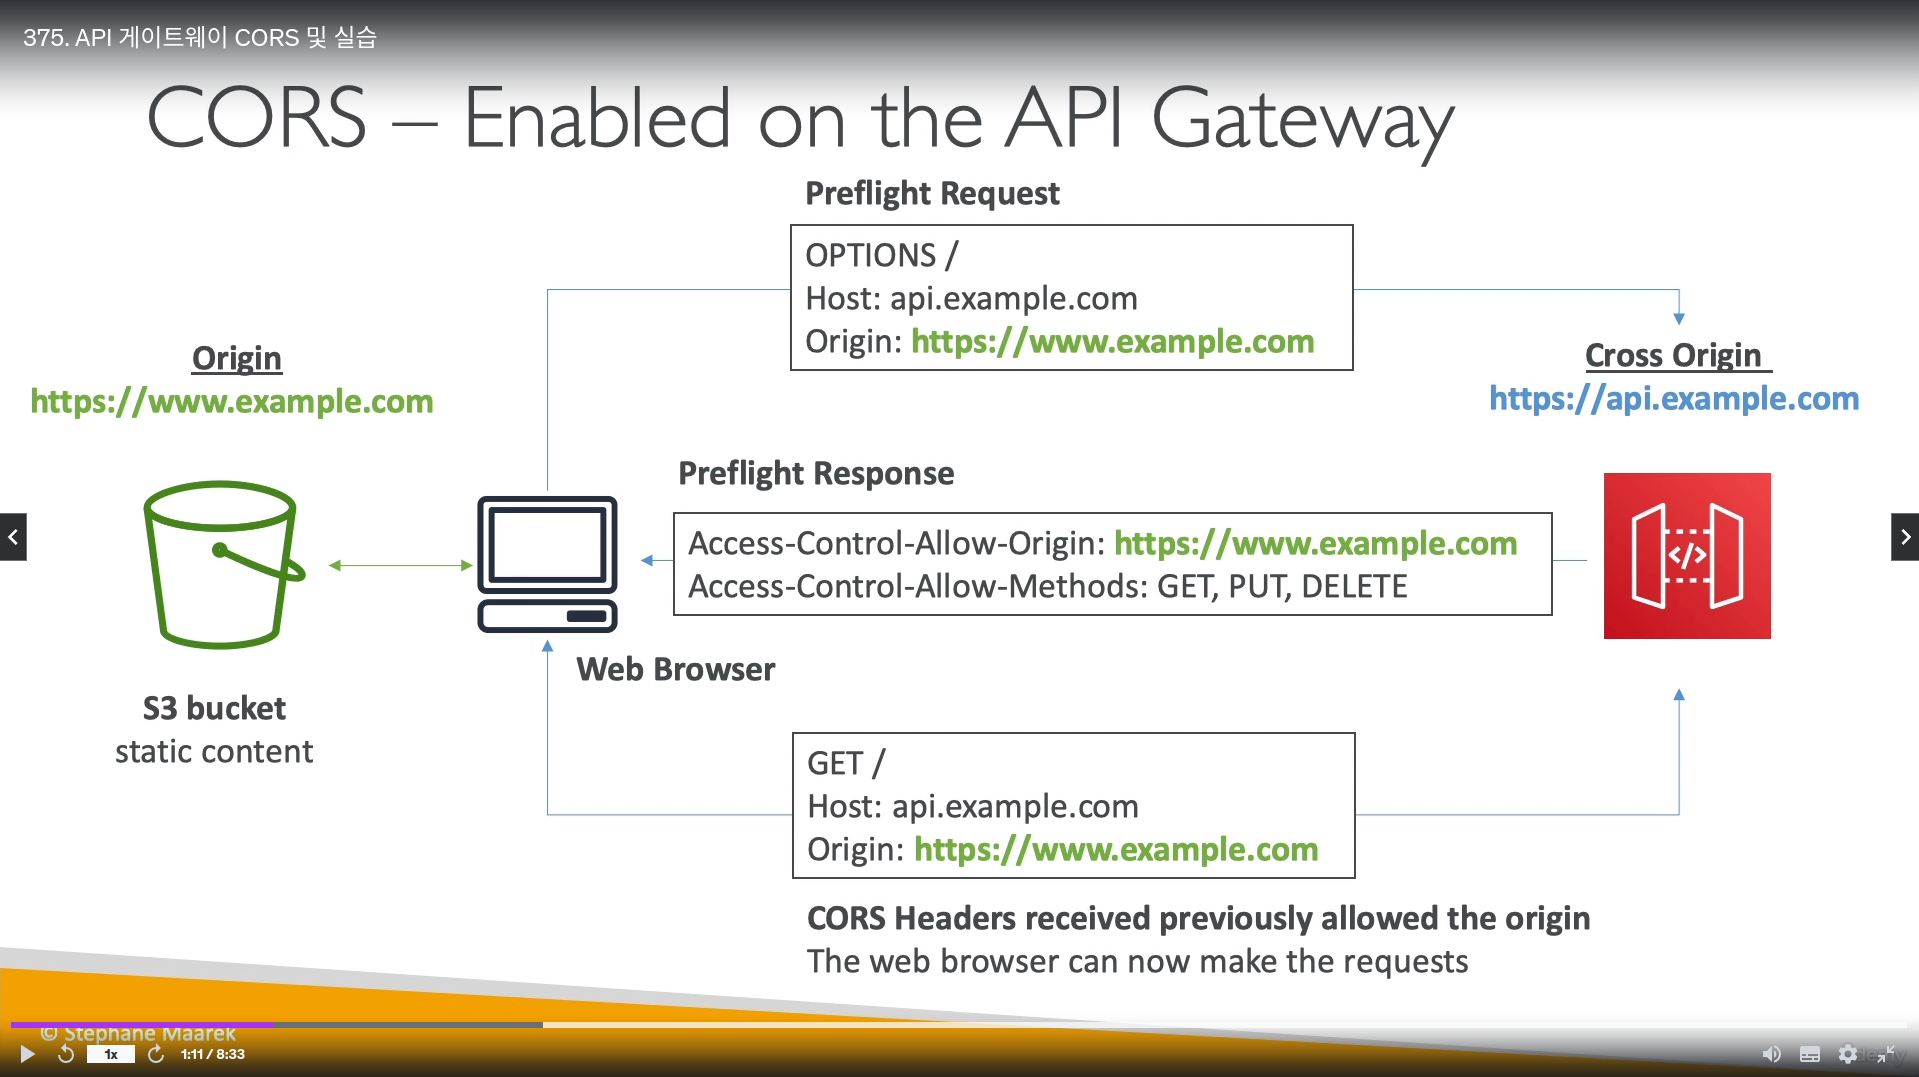 375. API 게이트웨이 CORS 및 실습
CORS – Enabled on the API Gateway
Preflight Request
OPTIONS /
Host: api.example.com
Origin: https://www.example.com
Origin
https://www.example.com
Cross Origin
https://api.example.com
Preflight Response
Access-Control-Allow-Origin: https://www.example.com
Access-Control-Allow-Methods: GET, PUT, DELETE
</>
Web Browser
S3 bucket
static content
GET /
Host: api.example.com
Origin: https://www.example.com
CORS Headers received previously allowed the origin
The web browser can now make the requests
© Stephane Maarek
1x
1:11 / 8:33